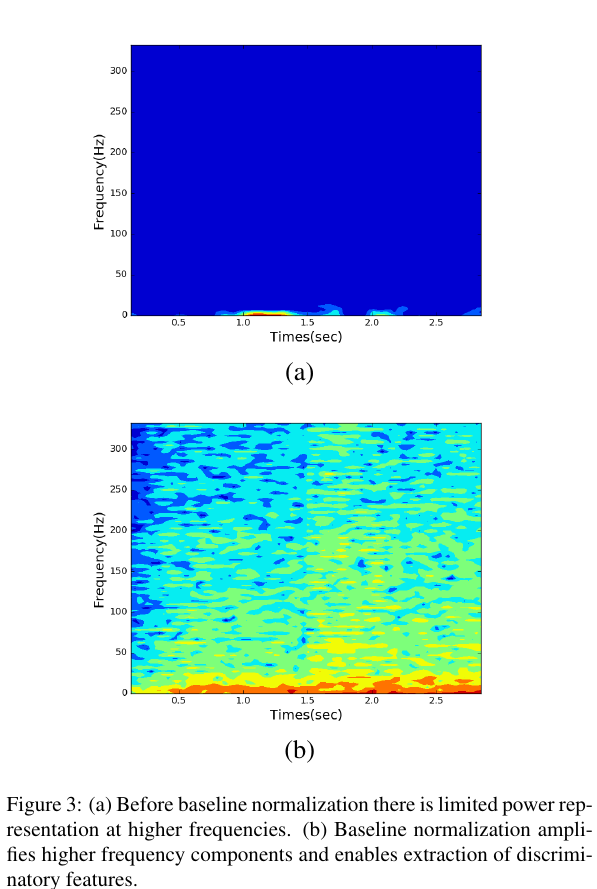 300
250
200
150
100
50
0
Frequency(Hz)
0.5 1.0 1.5 2.0 2.5
Times(sec)
(a)
300
250
200
150
100
50
0
Frequency(Hz)
0.5 1.0 1.5 2.0 2.5
Times(sec)
(b)
Figure 3: (a) Before baseline normalization there is limited power rep-
resentation at higher frequencies. (b) Baseline normalization ampli-
fies higher frequency components and enables extraction of discrimi-
natory features.